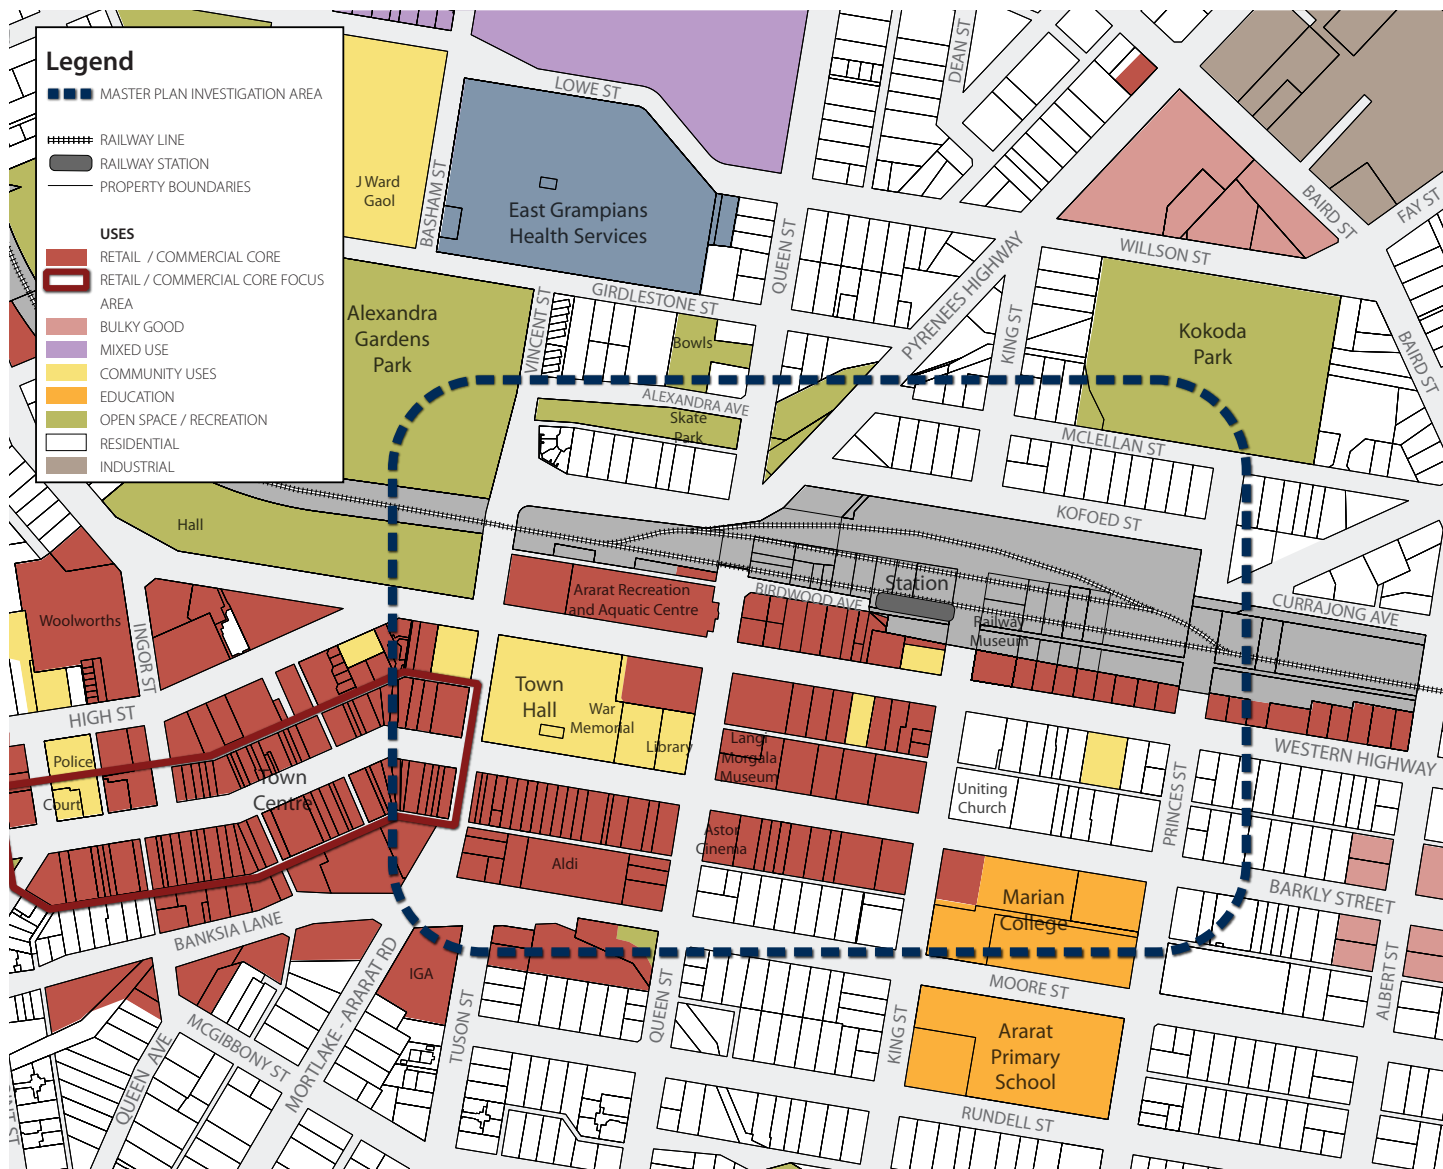 Legend
MASTER PLAN INVESTIGATION AREA
RAILWAY LINE
RAILWAY STATION
PROPERTY BOUNDARIES
USES
RETAIL / COMMERCIAL CORE
RETAIL / COMMERCIAL CORE FOCUS
AREA
BULKY GOOD
MIXED USE
COMMUNITY USES
EDUCATION
OPEN SPACE / RECREATION
RESIDENTIAL
INDUSTRIAL
DEAN ST
LOWE ST
J Ward
Gaol
BASHAM ST
East Grampians
Health Services
QUEEN ST
BAIRD ST
FAY ST
WILLSON ST
GIRDLESTONE ST
PYRENEES HIGHWAY
KING ST
VINCENT ST
Alexandra
Gardens
Park
Bowls
Kokoda
Park
BAIRD ST
ALEXANDRA AVE
Skate
Park
MCLELLAN ST
KOFOED ST
Hall
Station
BIRDWOOD AVE
Ararat Recreation
and Aquatic Centre
Railway
Museum
CURRAJONG AVE
Woolworths
INGOR ST
HIGH ST
Town
Hall
War
Memorial
Library
Langi
Morgala
Museum
WESTERN HIGHWAY
Police
Court
Town
Centre
Uniting
Church
PRINCES ST
Astor
Cinema
Aldi
Marian
College
BARKLY STREET
BANKSIA LANE
MORTLAKE - ARARAT RD
IGA
TUSON ST
QUEEN ST
MOORE ST
ALBERT ST
KING ST
MCGIBBONY ST
QUEEN AVE
Ararat
Primary
School
RUNDELL ST